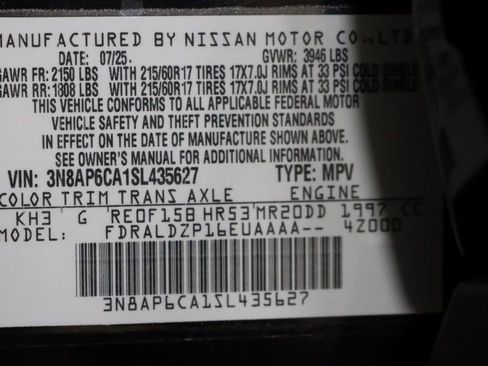 MANUFACTURED BY NISSAN MOTOR CO., LTD.
DATE: 07/25 GVWR: 3946 LBS
GAWR FR: 2150 LBS WITH 215/60R17 TIRES 17X7.0J RIMS AT 33 PSI COLD SINGLE
GAWR RR: 1808 LBS WITH 215/60R17 TIRES 17X7.0J RIMS AT 33 PSI COLD SINGLE
THIS VEHICLE CONFORMS TO ALL APPLICABLE FEDERAL MOTOR
VEHICLE SAFETY AND THEFT PREVENTION STANDARDS
IN EFFECT ON THE DATE OF MANUFACTURE SHOWN ABOVE.
SEE OWNER'S MANUAL FOR ADDITIONAL INFORMATION.
VIN: 3N8AP6CA1SL435627 TYPE: MPV
COLOR TRIM TRANS AXLE ENGINE
KH3 G RE0F15B HR53 MR20DD 1997 CC
MODEL: FDRALDZP16EUAAAA-- 4Z000
3N8AP6CA1SL435627